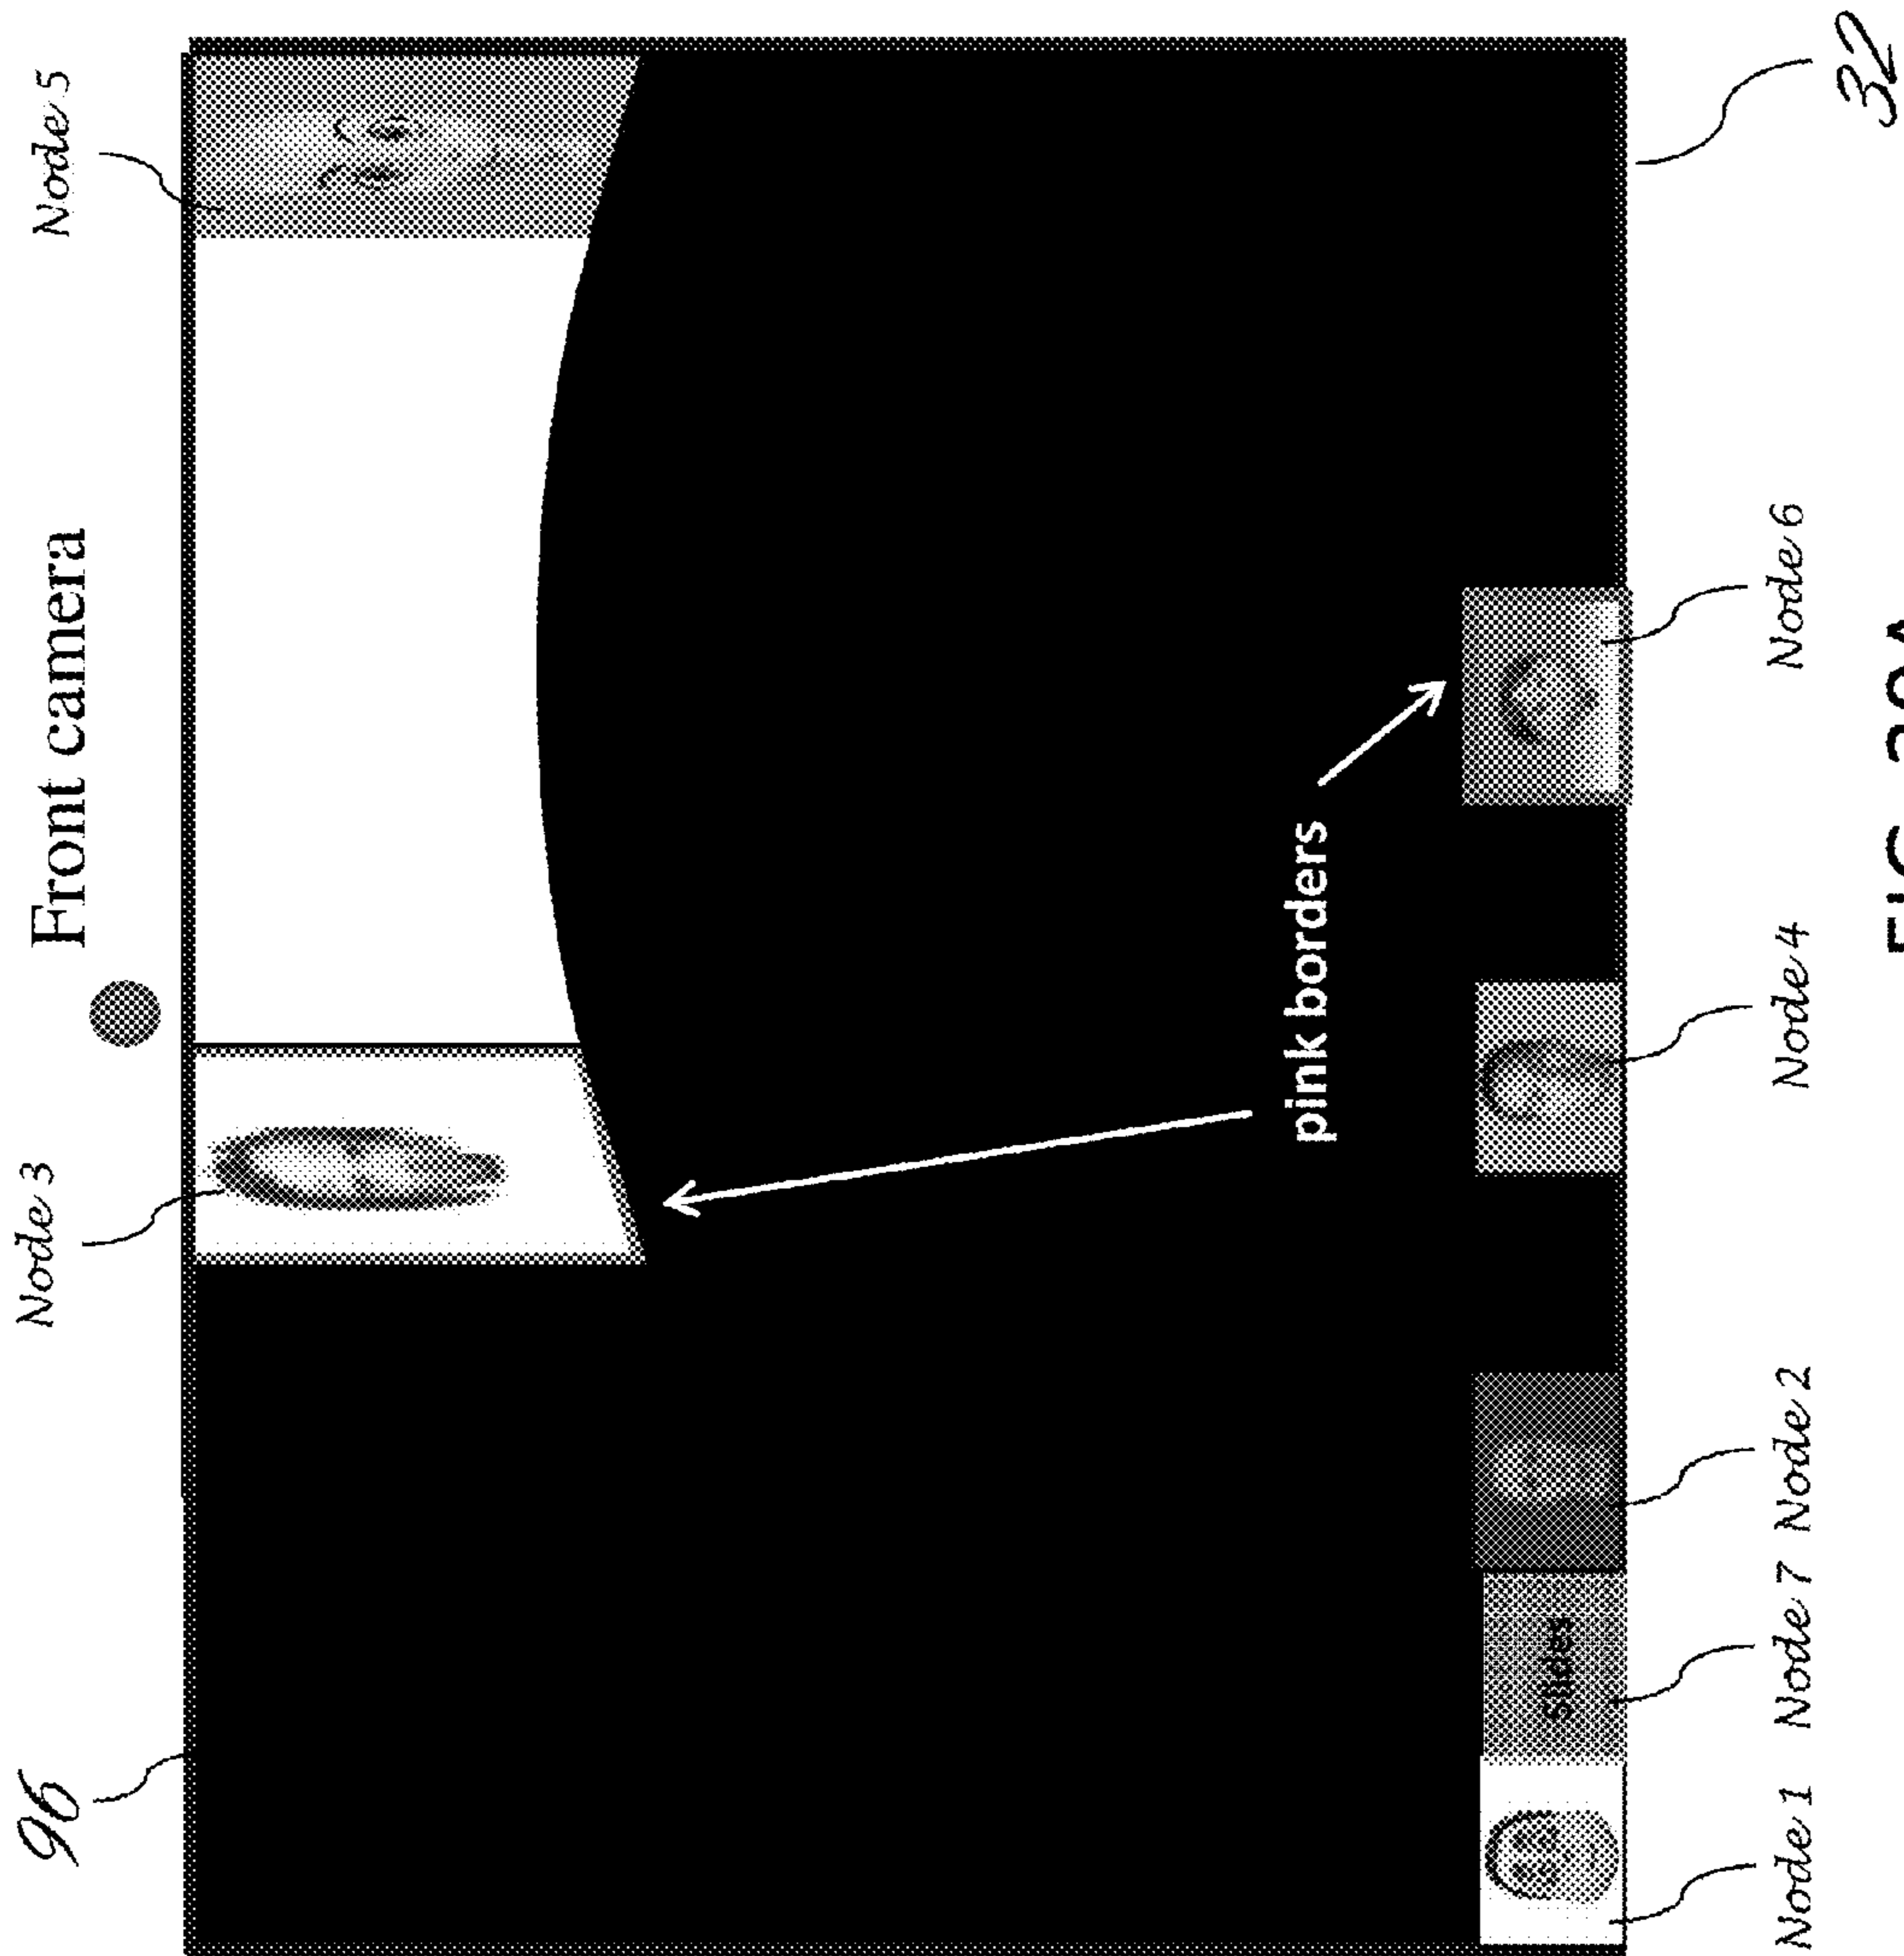 Front camera
96
Node 3
Node 5
pink borders
Slides
Node 1
Node 7
Node 2
Node 4
Node 6
32